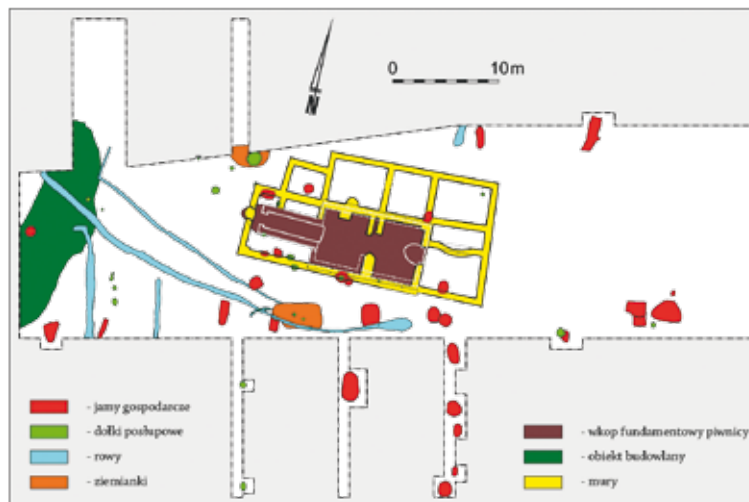 N
0 10m
- jamy gospodarcze
- dołki posłupowe
- rowy
- ziemianki
- wkop fundamentowy piwnicy
- obiekt budowlany
- mury